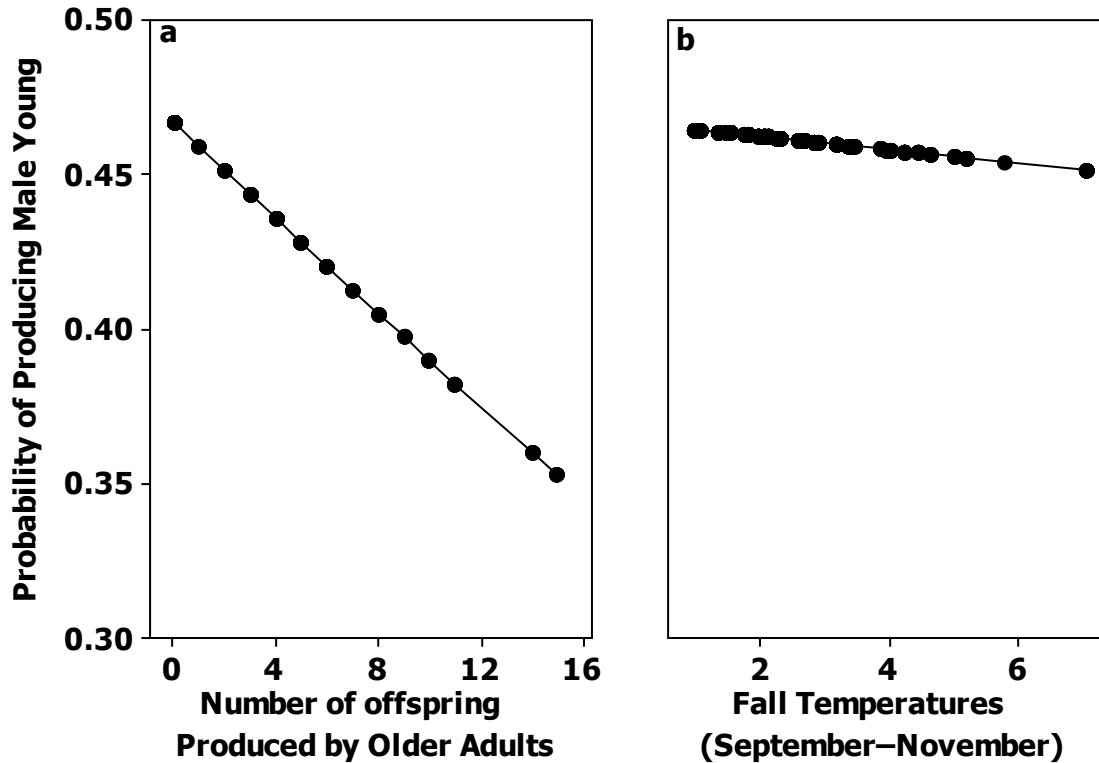 Probability of Producing Male Young
0.50
0.45
0.40
0.35
0.30
a
0 4 8 12 16
Number of offspring
Produced by Older Adults
b
2 4 6
Fall Temperatures
(September–November)